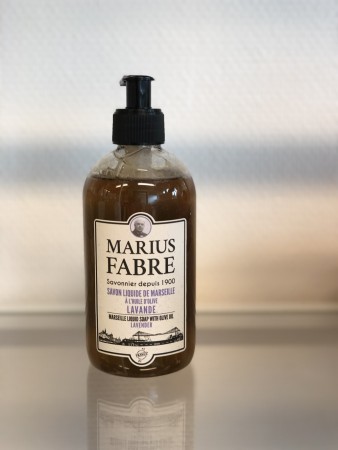 MARIUS
FABRE
Savonnier depuis 1900
SAVON LIQUIDE DE MARSEILLE
À L'HUILE D'OLIVE
LAVANDE
MARSEILLE LIQUID SOAP WITH OLIVE OIL
LAVENDER